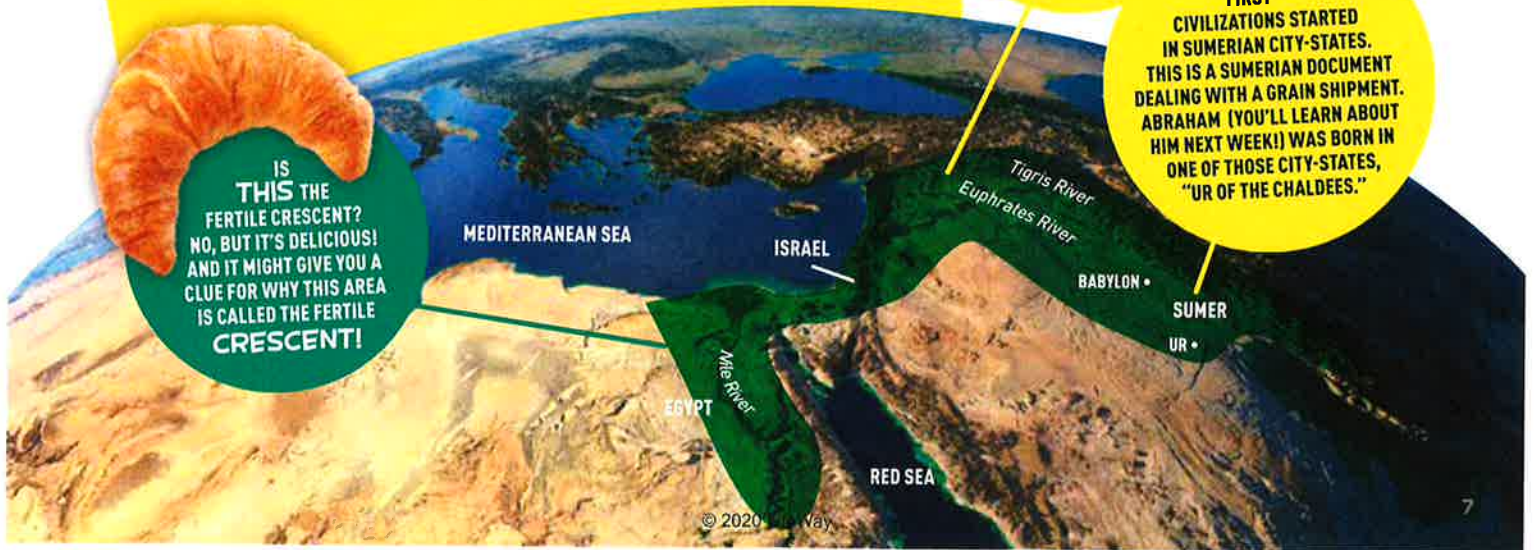 FIRST
CIVILIZATIONS STARTED
IN SUMERIAN CITY-STATES.
THIS IS A SUMERIAN DOCUMENT
DEALING WITH A GRAIN SHIPMENT.
ABRAHAM (YOU'LL LEARN ABOUT
HIM NEXT WEEK!) WAS BORN IN
ONE OF THOSE CITY-STATES,
"UR OF THE CHALDEES."
IS
THIS THE
FERTILE CRESCENT?
NO, BUT IT'S DELICIOUS!
AND IT MIGHT GIVE YOU A
CLUE FOR WHY THIS AREA
IS CALLED THE FERTILE
CRESCENT!
MEDITERRANEAN SEA
ISRAEL
Tigris River
Euphrates River
BABYLON
SUMER
UR
Nile River
EGYPT
RED SEA
© 2020
7